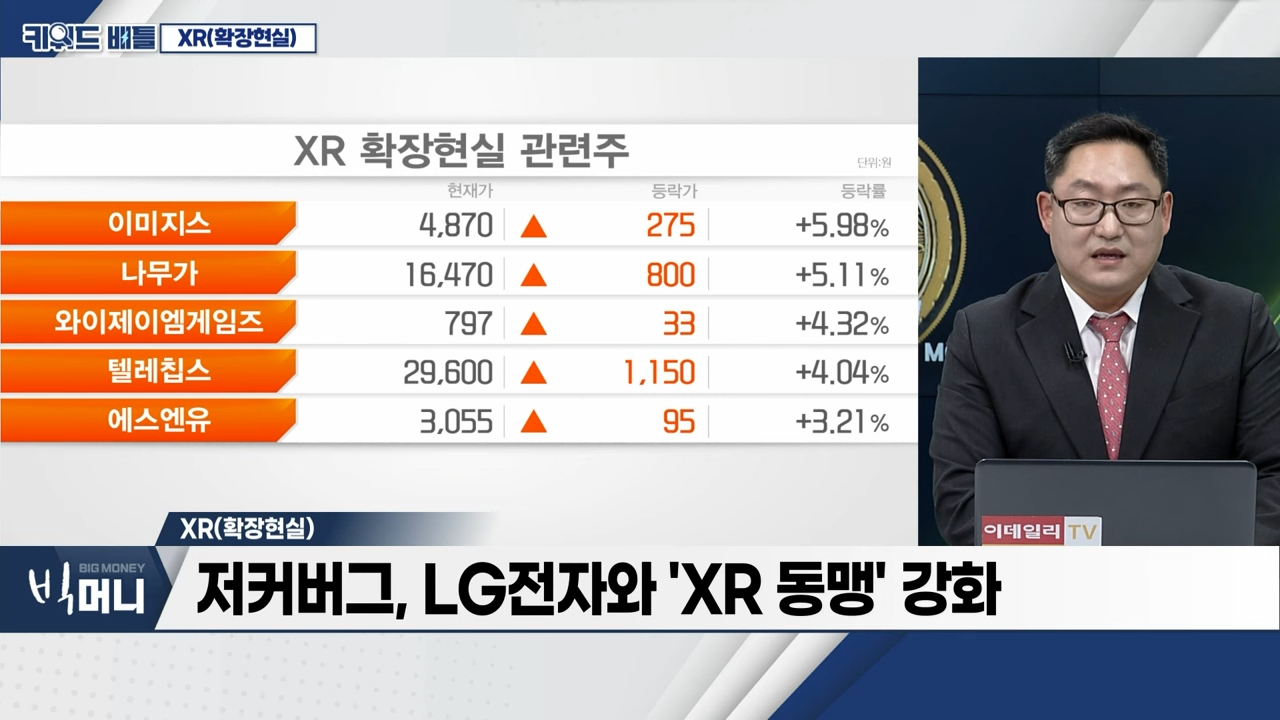 키워드 배틀 XR(확장현실)
XR 확장현실 관련주
단위:원
현재가 등락가 등락률
이미지스 4,870 ▲ 275 +5.98%
나무가 16,470 ▲ 800 +5.11%
와이제이엠게임즈 797 ▲ 33 +4.32%
텔레칩스 29,600 ▲ 1,150 +4.04%
에스엔유 3,055 ▲ 95 +3.21%
이데일리 TV
XR(확장현실)
BIG MONEY
빅머니
저커버그, LG전자와 'XR 동맹' 강화